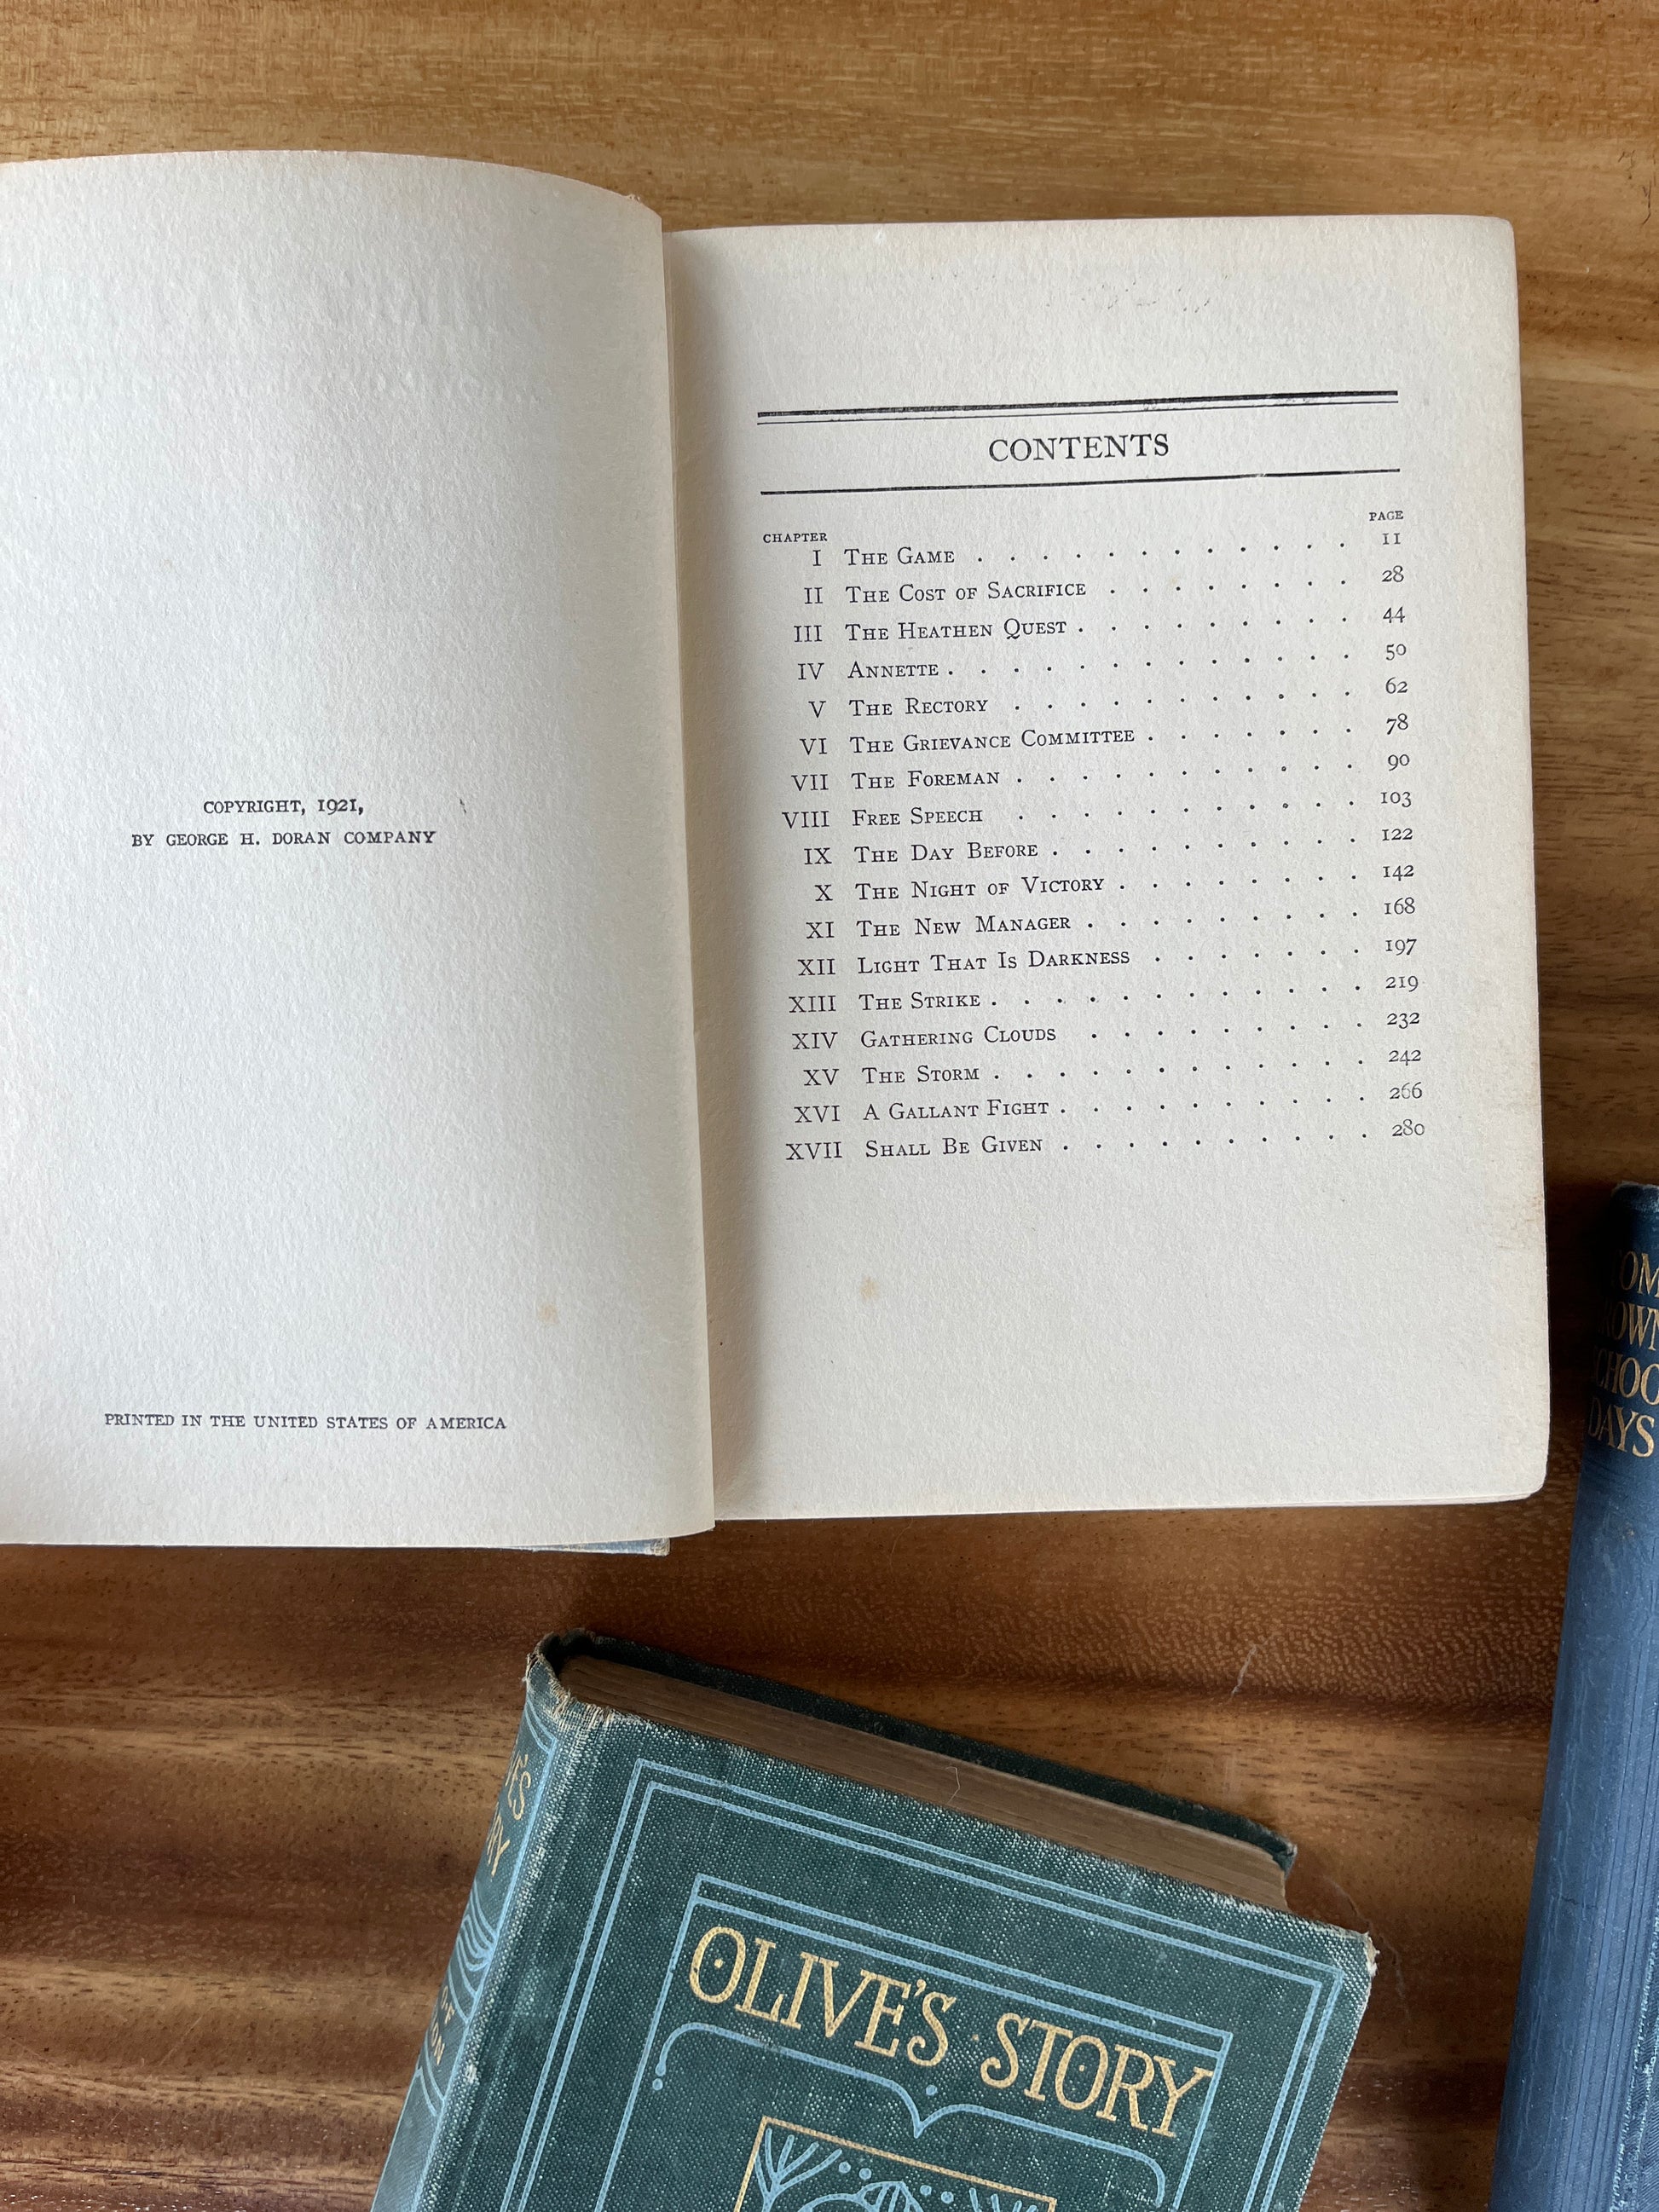 COPYRIGHT, 1921,
BY GEORGE H. DORAN COMPANY
PRINTED IN THE UNITED STATES OF AMERICA
CONTENTS
CHAPTER PAGE
I THE GAME . . . . . . . . . . . . 11
II THE COST OF SACRIFICE . . . . . . . . 28
III THE HEATHEN QUEST . . . . . . . . . 44
IV ANNETTE . . . . . . . . . . . . . 50
V THE RECTORY . . . . . . . . . . . 62
VI THE GRIEVANCE COMMITTEE . . . . . . . 78
VII THE FOREMAN . . . . . . . . . . . 90
VIII FREE SPEECH . . . . . . . . . . . 103
IX THE DAY BEFORE . . . . . . . . . . 122
X THE NIGHT OF VICTORY . . . . . . . . 142
XI THE NEW MANAGER . . . . . . . . . 168
XII LIGHT THAT IS DARKNESS . . . . . . . 197
XIII THE STRIKE . . . . . . . . . . . . 219
XIV GATHERING CLOUDS . . . . . . . . . 232
XV THE STORM . . . . . . . . . . . . 242
XVI A GALLANT FIGHT . . . . . . . . . . 266
XVII SHALL BE GIVEN . . . . . . . . . . 280
DAYS
OLIVE'S STORY
OF